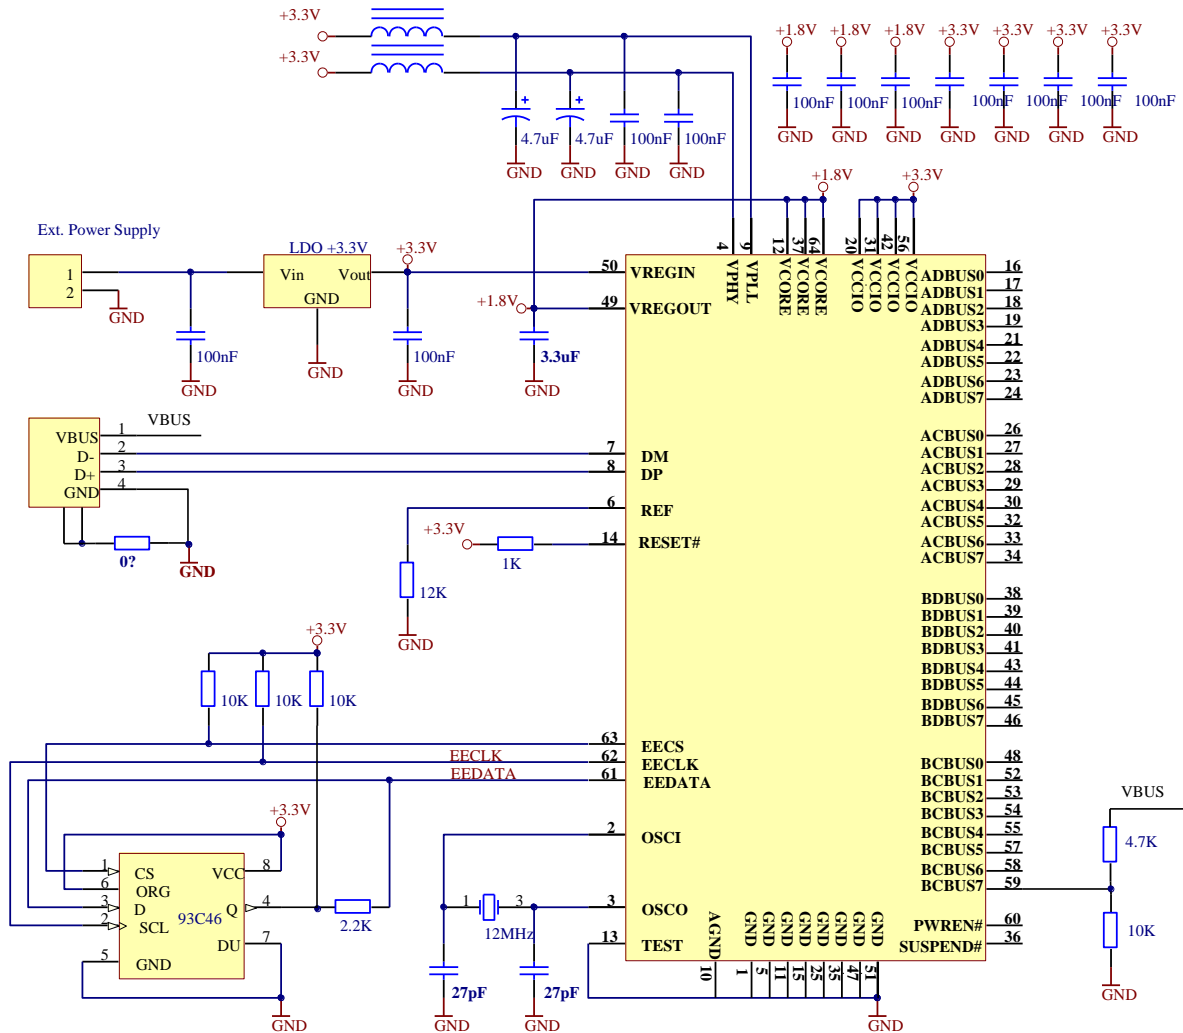 +3.3V
+3.3V
4.7uF 4.7uF 100nF 100nF
GND GND GND GND
+1.8V +1.8V +1.8V +3.3V +3.3V +3.3V +3.3V
100nF 100nF 100nF 100nF 100nF 100nF 100nF
GND GND GND GND GND GND GND
+1.8V +3.3V
Ext. Power Supply
1
2
GND
100nF
GND
LDO +3.3V
Vin Vout
GND
GND
+3.3V
100nF
GND
+1.8V
3.3uF
GND
50 VREGIN
49 VREGOUT
4 VPHY
9 VPLL
12 VCORE
37 VCORE
64 VCORE
20 VCCIO
31 VCCIO
42 VCCIO
56 VCCIO
VBUS 1 VBUS
D- 2
D+ 3
GND 4
0?
GND
7 DM
8 DP
6 REF
12K
GND
+3.3V
1K
14 RESET#
+3.3V
10K 10K 10K
63 EECS
EECLK 62 EECLK
EEDATA 61 EEDATA
+3.3V
1 CS
6 ORG
3 D
2 SCL
5 GND
93C46
VCC 8
Q 4
DU 7
2.2K
GND
2 OSCI
1 3
12MHz
3 OSCO
27pF 27pF
GND GND
13 TEST
AGND GND GND GND GND GND GND GND GND
10 1 5 11 15 25 35 47 51
GND
ADBUS0 16
ADBUS1 17
ADBUS2 18
ADBUS3 19
ADBUS4 21
ADBUS5 22
ADBUS6 23
ADBUS7 24
ACBUS0 26
ACBUS1 27
ACBUS2 28
ACBUS3 29
ACBUS4 30
ACBUS5 32
ACBUS6 33
ACBUS7 34
BDBUS0 38
BDBUS1 39
BDBUS2 40
BDBUS3 41
BDBUS4 43
BDBUS5 44
BDBUS6 45
BDBUS7 46
BCBUS0 48
BCBUS1 52
BCBUS2 53
BCBUS3 54
BCBUS4 55
BCBUS5 57
BCBUS6 58
BCBUS7 59
PWREN# 60
SUSPEND# 36
VBUS
4.7K
10K
GND